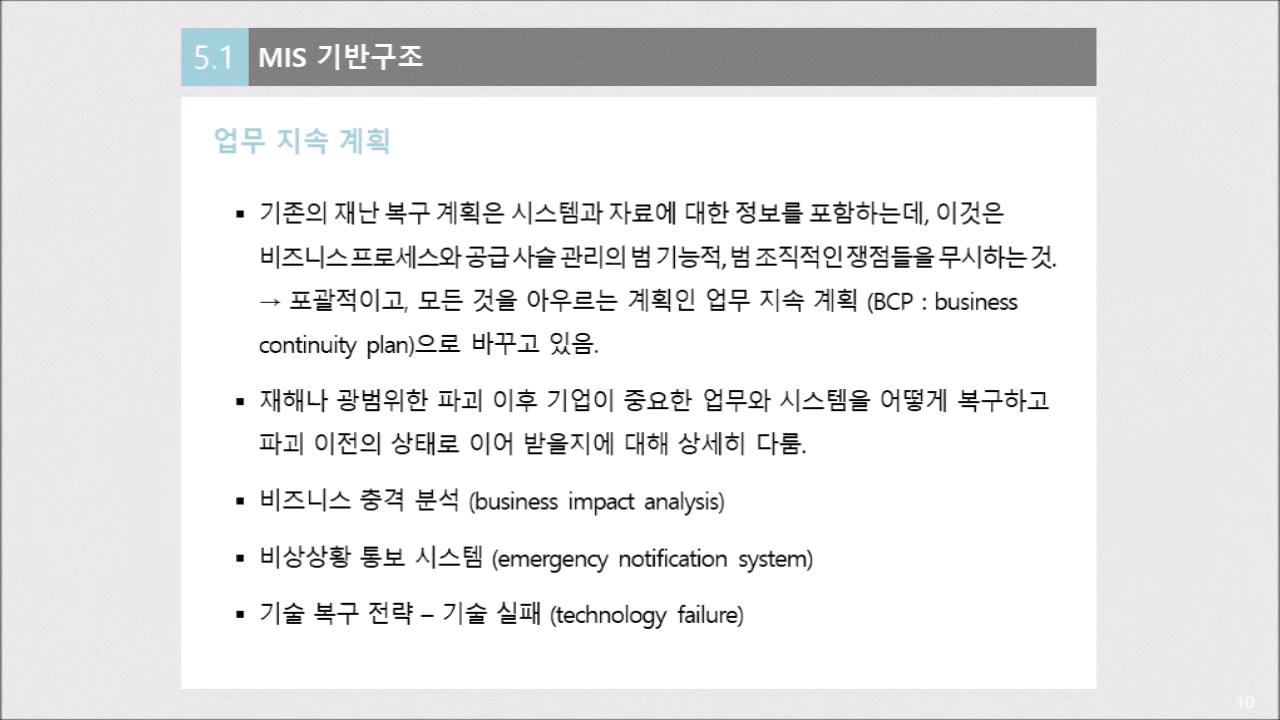 5.1 MIS 기반구조
업무 지속 계획
▪ 기존의 재난 복구 계획은 시스템과 자료에 대한 정보를 포함하는데, 이것은
비즈니스 프로세스와 공급 사슬 관리의 범 기능적, 범 조직적인 쟁점들을 무시하는 것.
→ 포괄적이고, 모든 것을 아우르는 계획인 업무 지속 계획 (BCP : business
continuity plan)으로 바꾸고 있음.
▪ 재해나 광범위한 파괴 이후 기업이 중요한 업무와 시스템을 어떻게 복구하고
파괴 이전의 상태로 이어 받을지에 대해 상세히 다룸.
▪ 비즈니스 충격 분석 (business impact analysis)
▪ 비상상황 통보 시스템 (emergency notification system)
▪ 기술 복구 전략 – 기술 실패 (technology failure)
10